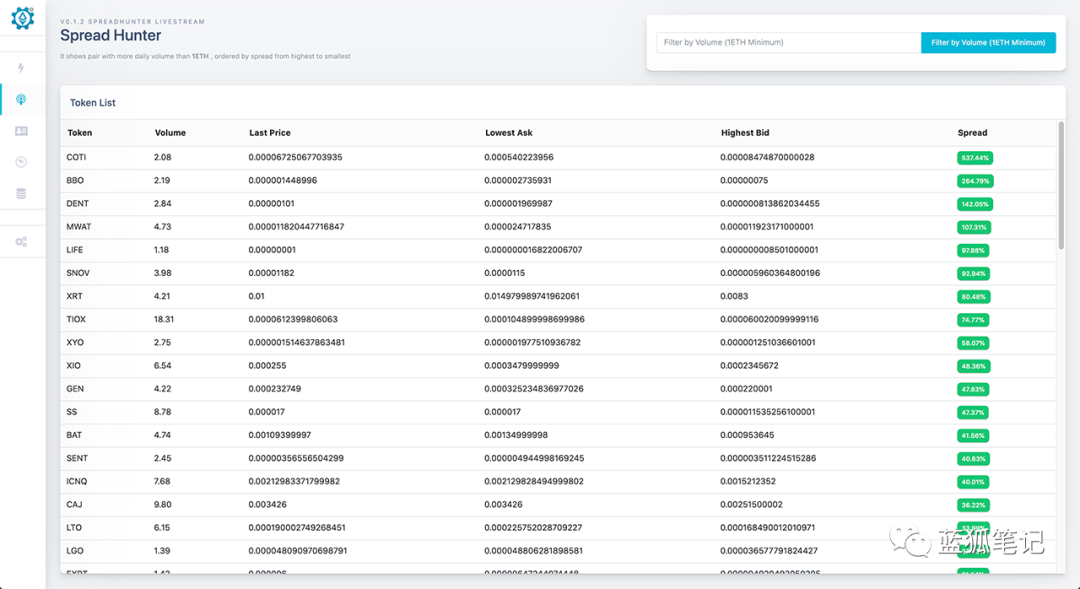 V0.1.2 SPREADHUNTER LIVESTREAM
Spread Hunter
It shows pair with more daily volume than 1ETH , ordered by spread from highest to smallest
Filter by Volume (1ETH Minimum) Filter by Volume (1ETH Minimum)
Token List
Token Volume Last Price Lowest Ask Highest Bid Spread
COTI 2.08 0.00006725067703935 0.000540223956 0.00008474870000028 537.44%
BBO 2.19 0.000001448996 0.000002735931 0.00000075 264.79%
DENT 2.84 0.00000101 0.000001969987 0.000000813862034455 142.05%
MWAT 4.73 0.000011820447716847 0.000024717835 0.000011923171000001 107.31%
LIFE 1.18 0.00000001 0.000000016822006707 0.000000008501000001 97.88%
SNOV 3.98 0.00001182 0.0000115 0.000005960364800196 92.94%
XRT 4.21 0.01 0.014979989741962061 0.0083 80.48%
TIOX 18.31 0.0000612399806063 0.000104899998699986 0.000060020099999116 74.77%
XYO 2.75 0.000001514637863481 0.000001977510936782 0.000001251036601001 58.07%
XIO 6.54 0.000255 0.0003479999999 0.0002345672 48.36%
GEN 4.22 0.000232749 0.000325234836977026 0.000220001 47.83%
SS 8.78 0.000017 0.000017 0.000011535256100001 47.37%
BAT 4.74 0.00109399997 0.00134999998 0.000953645 41.56%
SENT 2.45 0.00000356556504299 0.000004944998169245 0.000003511224515286 40.83%
ICNQ 7.68 0.00212983371799982 0.002129828494999802 0.0015212352 40.01%
CAJ 9.80 0.003426 0.003426 0.00251500002 36.22%
LTO 6.15 0.000190002749268451 0.000225752028709227 0.000168490012010971
LGO 1.39 0.000048090970698791 0.000048806281898581 0.000036577791824427
蓝狐笔记